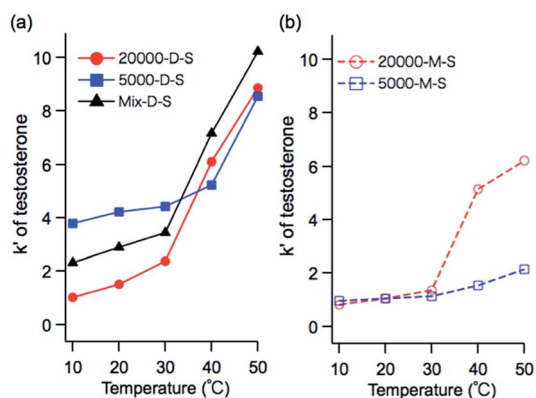 (a)
20000-D-S
5000-D-S
Mix-D-S
k' of testosterone
10
8
6
4
2
0
10 20 30 40 50
Temperature (°C)
(b)
20000-M-S
5000-M-S
k' of testosterone
10
8
6
4
2
0
10 20 30 40 50
Temperature (°C)